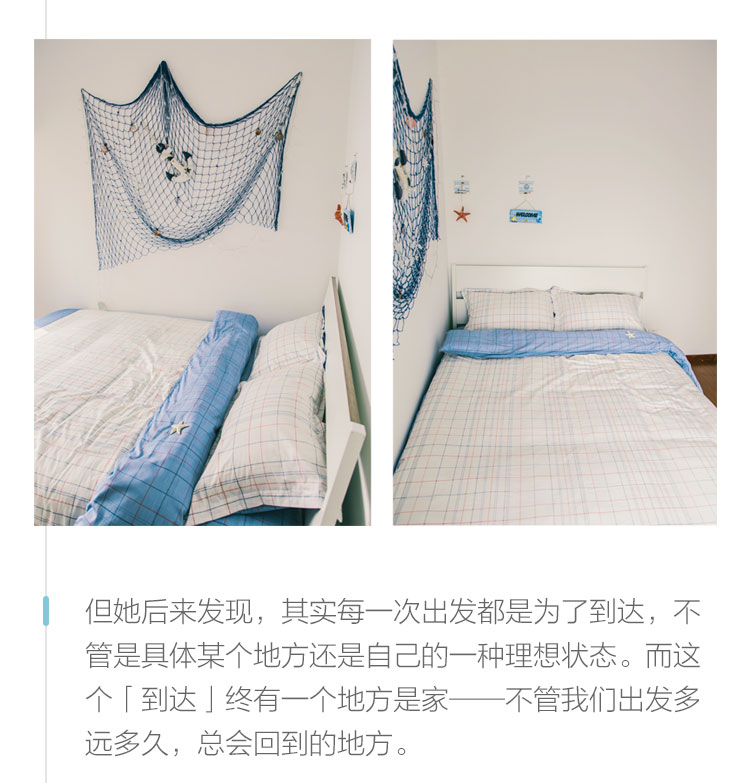 WELCOME
但她后来发现，其实每一次出发都是为了到达，不
管是具体某个地方还是自己的一种理想状态。而这
个「到达」终有一个地方是家——不管我们出发多
远多久，总会回到的地方。